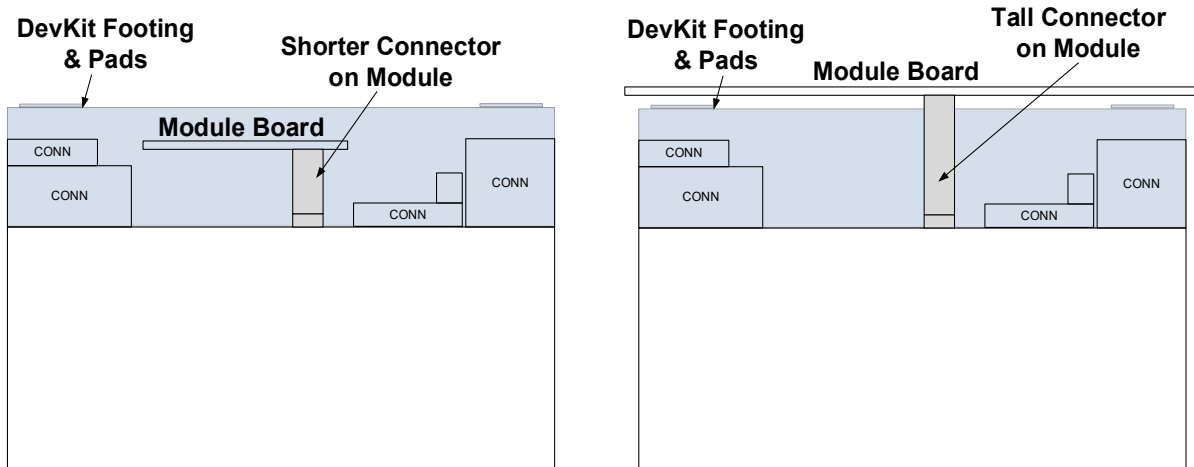 DevKit Footing
& Pads
Shorter Connector
on Module
Module Board
CONN
CONN
CONN
CONN
DevKit Footing
& Pads
Tall Connector
on Module
Module Board
CONN
CONN
CONN
CONN